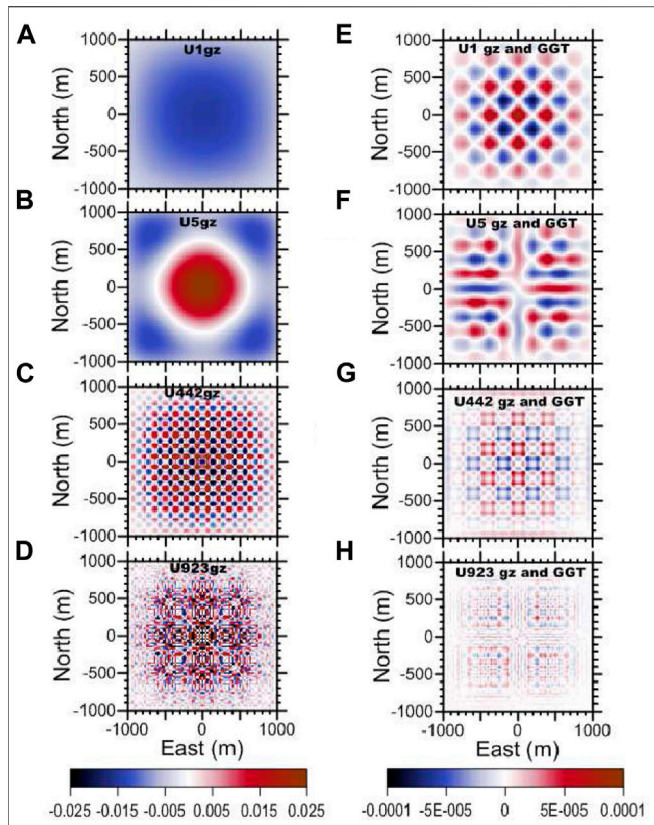 A
U1gz
1000
500
0
-500
-1000
North (m)
B
U5gz
1000
500
0
-500
-1000
North (m)
C
U442gz
1000
500
0
-500
-1000
North (m)
D
U923gz
1000
500
0
-500
-1000
North (m)
-1000 0 1000
East (m)
-0.025 -0.015 -0.005 0.005 0.015 0.025
E
U1 gz and GGT
1000
500
0
-500
-1000
North (m)
F
U5 gz and GGT
1000
500
0
-500
-1000
North (m)
G
U442 gz and GGT
1000
500
0
-500
-1000
North (m)
H
U923 gz and GGT
1000
500
0
-500
-1000
North (m)
-1000 0 1000
East (m)
-0.0001 -5E-005 0 5E-005 0.0001